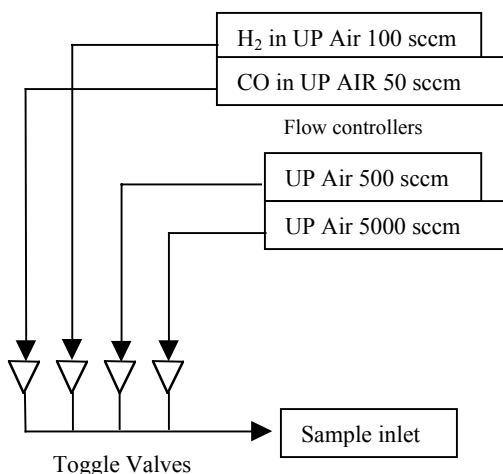 H₂ in UP Air 100 sccm
CO in UP AIR 50 sccm
Flow controllers
UP Air 500 sccm
UP Air 5000 sccm
Sample inlet
Toggle Valves